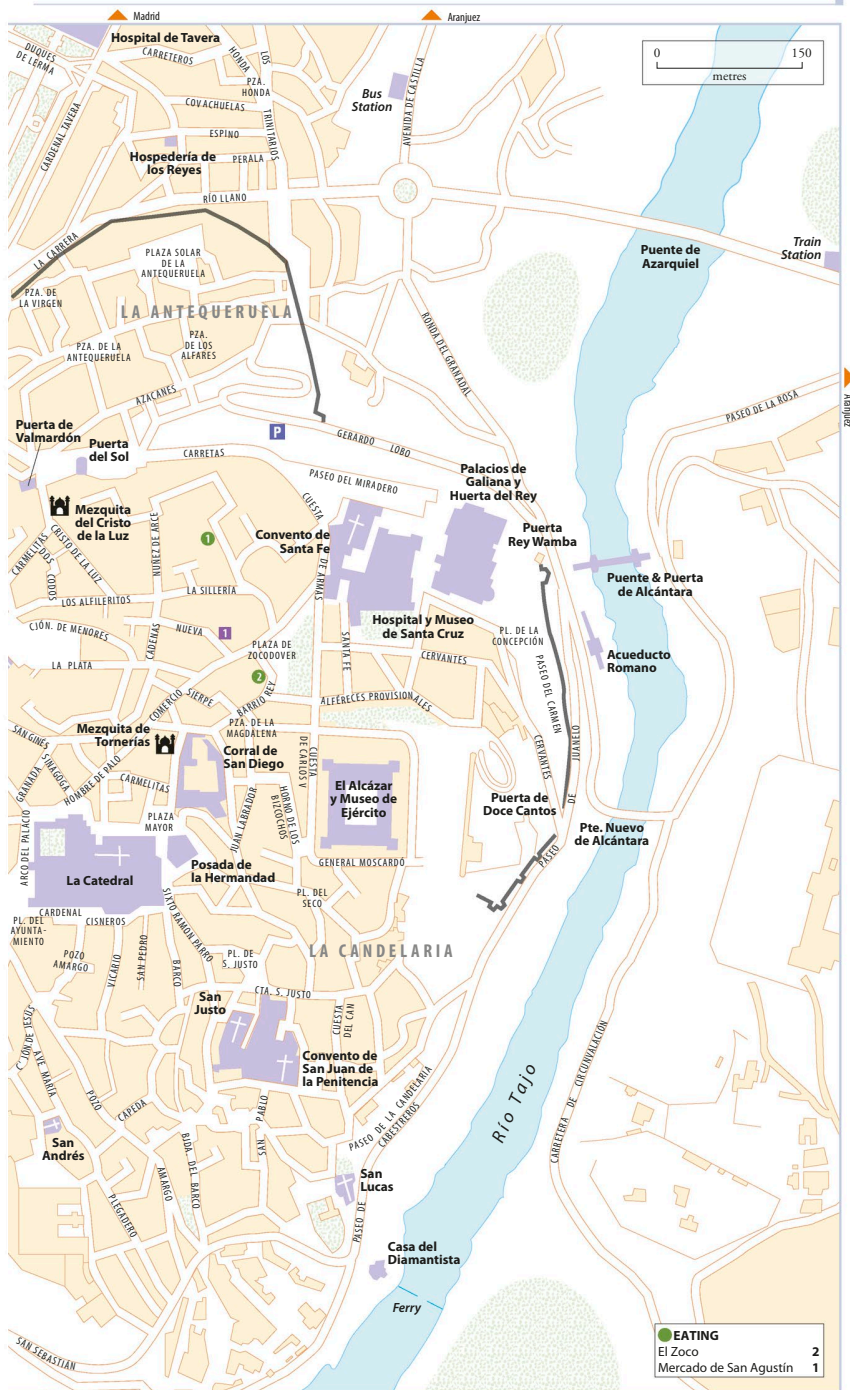 Madrid
Aranjuez
Hospital de Tavera
DUQUES
DE LERMA
CARRETEROS
HONDA
LOS
TRINITARIOS
PZA.
HONDA
COVACHUELAS
CARDENAL TAVERA
ESPINO
Hospedería de
los Reyes
PERALA
RÍO LLANO
Bus
Station
AVENIDA DE CASTILLA
0
150
metres
LA CARRERA
PLAZA SOLAR
DE LA
ANTEQUERUELA
PZA. DE
LA VIRGEN
LA ANTEQUERUELA
PZA. DE LA
ANTEQUERUELA
PZA.
DE LOS
ALFARES
Puente de
Azarquiel
Train
Station
RONDA DEL GRANADAL
AZACANES
Aranjuez
PASEO DE LA ROSA
Puerta de
Valmardón
Puerta
del Sol
P
GERARDO LOBO
CARRETAS
PASEO DEL MIRADERO
Palacios de
Galiana y
Huerta del Rey
Mezquita
del Cristo
de la Luz
NUÑEZ DE ARCE
1
CUESTA
DE ARMAS
Convento de
Santa Fe
Puerta
Rey Wamba
CARMELITAS
CRISTO DE LA LUZ
DOS
CODOS
LA SILLERÍA
LOS ALFILERITOS
Puente & Puerta
de Alcántara
Hospital y Museo
de Santa Cruz
CJÓN. DE MENORES
CADENAS
NUEVA
1
PLAZA DE
ZOCODOVER
SANTA FE
CERVANTES
PL. DE LA
CONCEPCIÓN
Acueducto
Romano
LA PLATA
2
PASEO DEL CARMEN
COMERCIO
SIERPE
BARRIO REY
ALFÉRECES PROVISIONALES
SAN GINÉS
Mezquita de
Tornerías
PZA. DE LA
MAGDALENA
Corral de
San Diego
CUESTA
DE CARLOS V
JUANELO
CERVANTES
GRANADA
SINAGOGA
HOMBRE DE PALO
CARMELITAS
El Alcázar
y Museo de
Ejército
JUAN LABRADOR
HORNO DE LOS
BIZCOCHOS
Puerta de
Doce Cantos
DE
PLAZA
MAYOR
ARCO DEL PALACIO
Pte. Nuevo
de Alcántara
La Catedral
Posada de
la Hermandad
GENERAL MOSCARDÓ
PASEO
PL. DEL
SECO
CARDENAL
CISNEROS
PL. DEL
AYUNTA-
MIENTO
SIXTO RAMON PARRO
POZO
AMARGO
VICARIO
SAN PEDRO
BARCO
PL. DE
S. JUSTO
LA CANDELARIA
San
Justo
CTA. S. JUSTO
CUESTA
DEL CAN
AVE MARÍA
Convento de
San Juan de
la Penitencia
CARRETERA DE CIRCUNVALACIÓN
Río Tajo
POZO
CAPEDA
SAN
PABLO
PASEO DE LA CANDELARIA
CABESTREROS
San
Andrés
BJDA. DEL BARCO
AMARGO
PLEGADERO
San
Lucas
PASEO DE
Casa del
Diamantista
Ferry
SAN SEBASTIÁN
EATING
El Zoco 2
Mercado de San Agustín 1